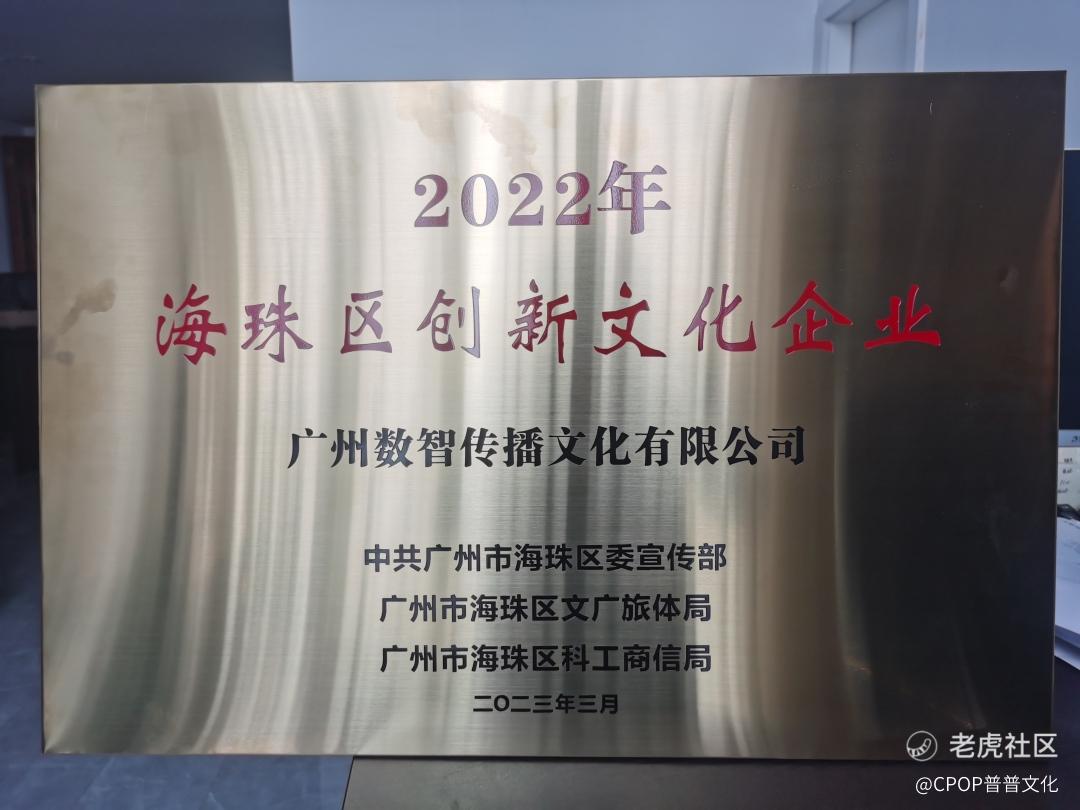 2022年
海珠区创新文化企业
广州数智传播文化有限公司
中共广州市海珠区委宣传部
广州市海珠区文广旅体局
广州市海珠区科工商信局
二〇二三年三月
老虎社区
@CPOP普普文化